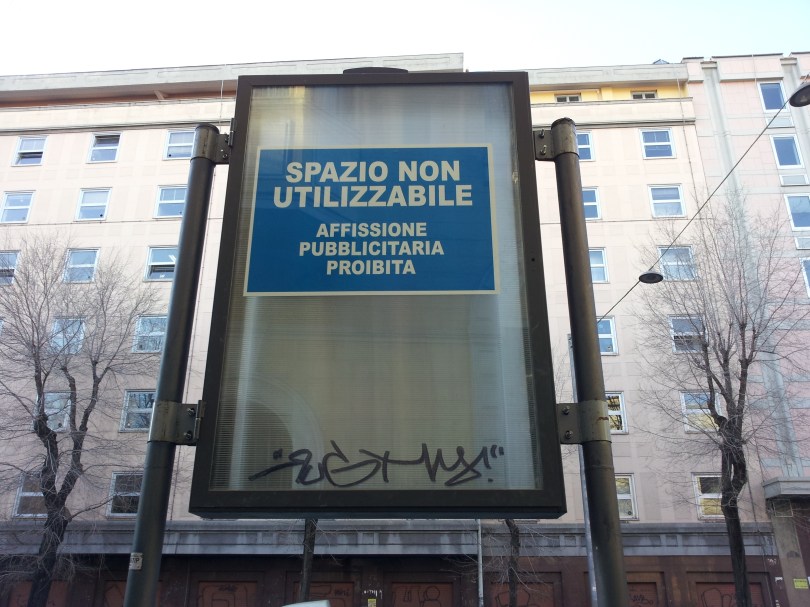 SPAZIO NON
UTILIZZABILE
AFFISSIONE
PUBBLICITARIA
PROIBITA